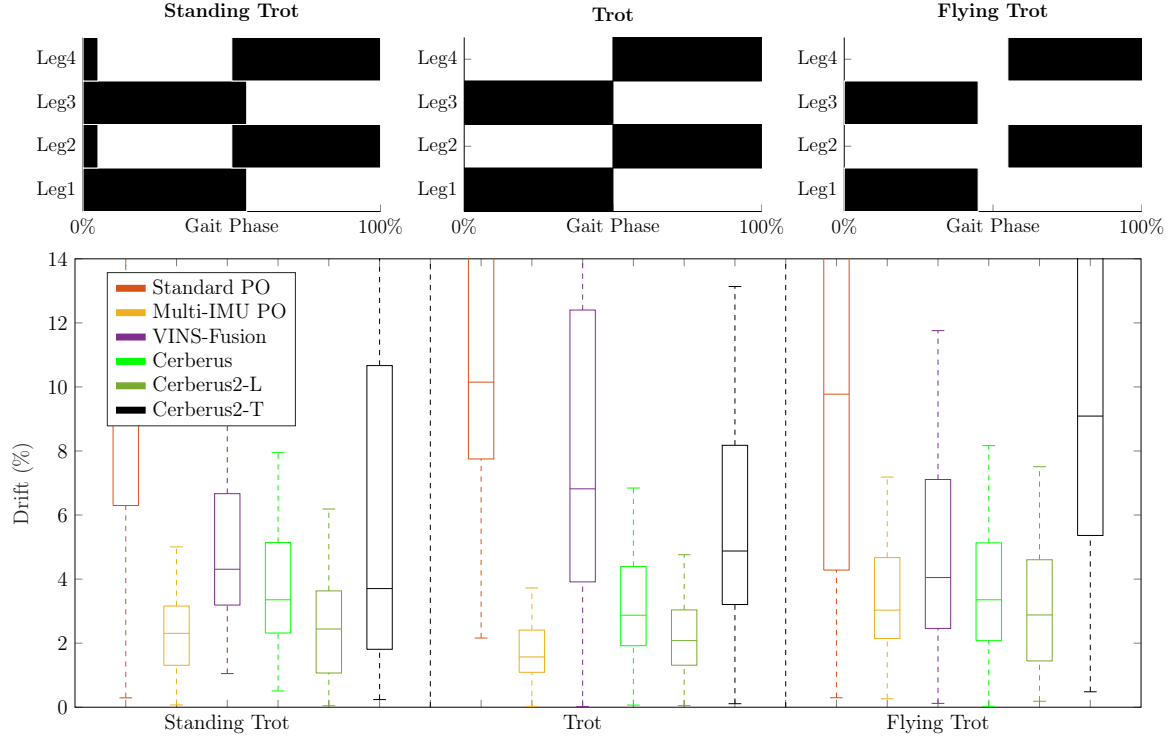 Standing Trot
Trot
Flying Trot
Leg4
Leg3
Leg2
Leg1
0%
Gait Phase
100%
Leg4
Leg3
Leg2
Leg1
0%
Gait Phase
100%
Leg4
Leg3
Leg2
Leg1
0%
Gait Phase
100%
Drift (%)
14
12
10
8
6
4
2
0
Standard PO
Multi-IMU PO
VINS-Fusion
Cerberus
Cerberus2-L
Cerberus2-T
Standing Trot
Trot
Flying Trot